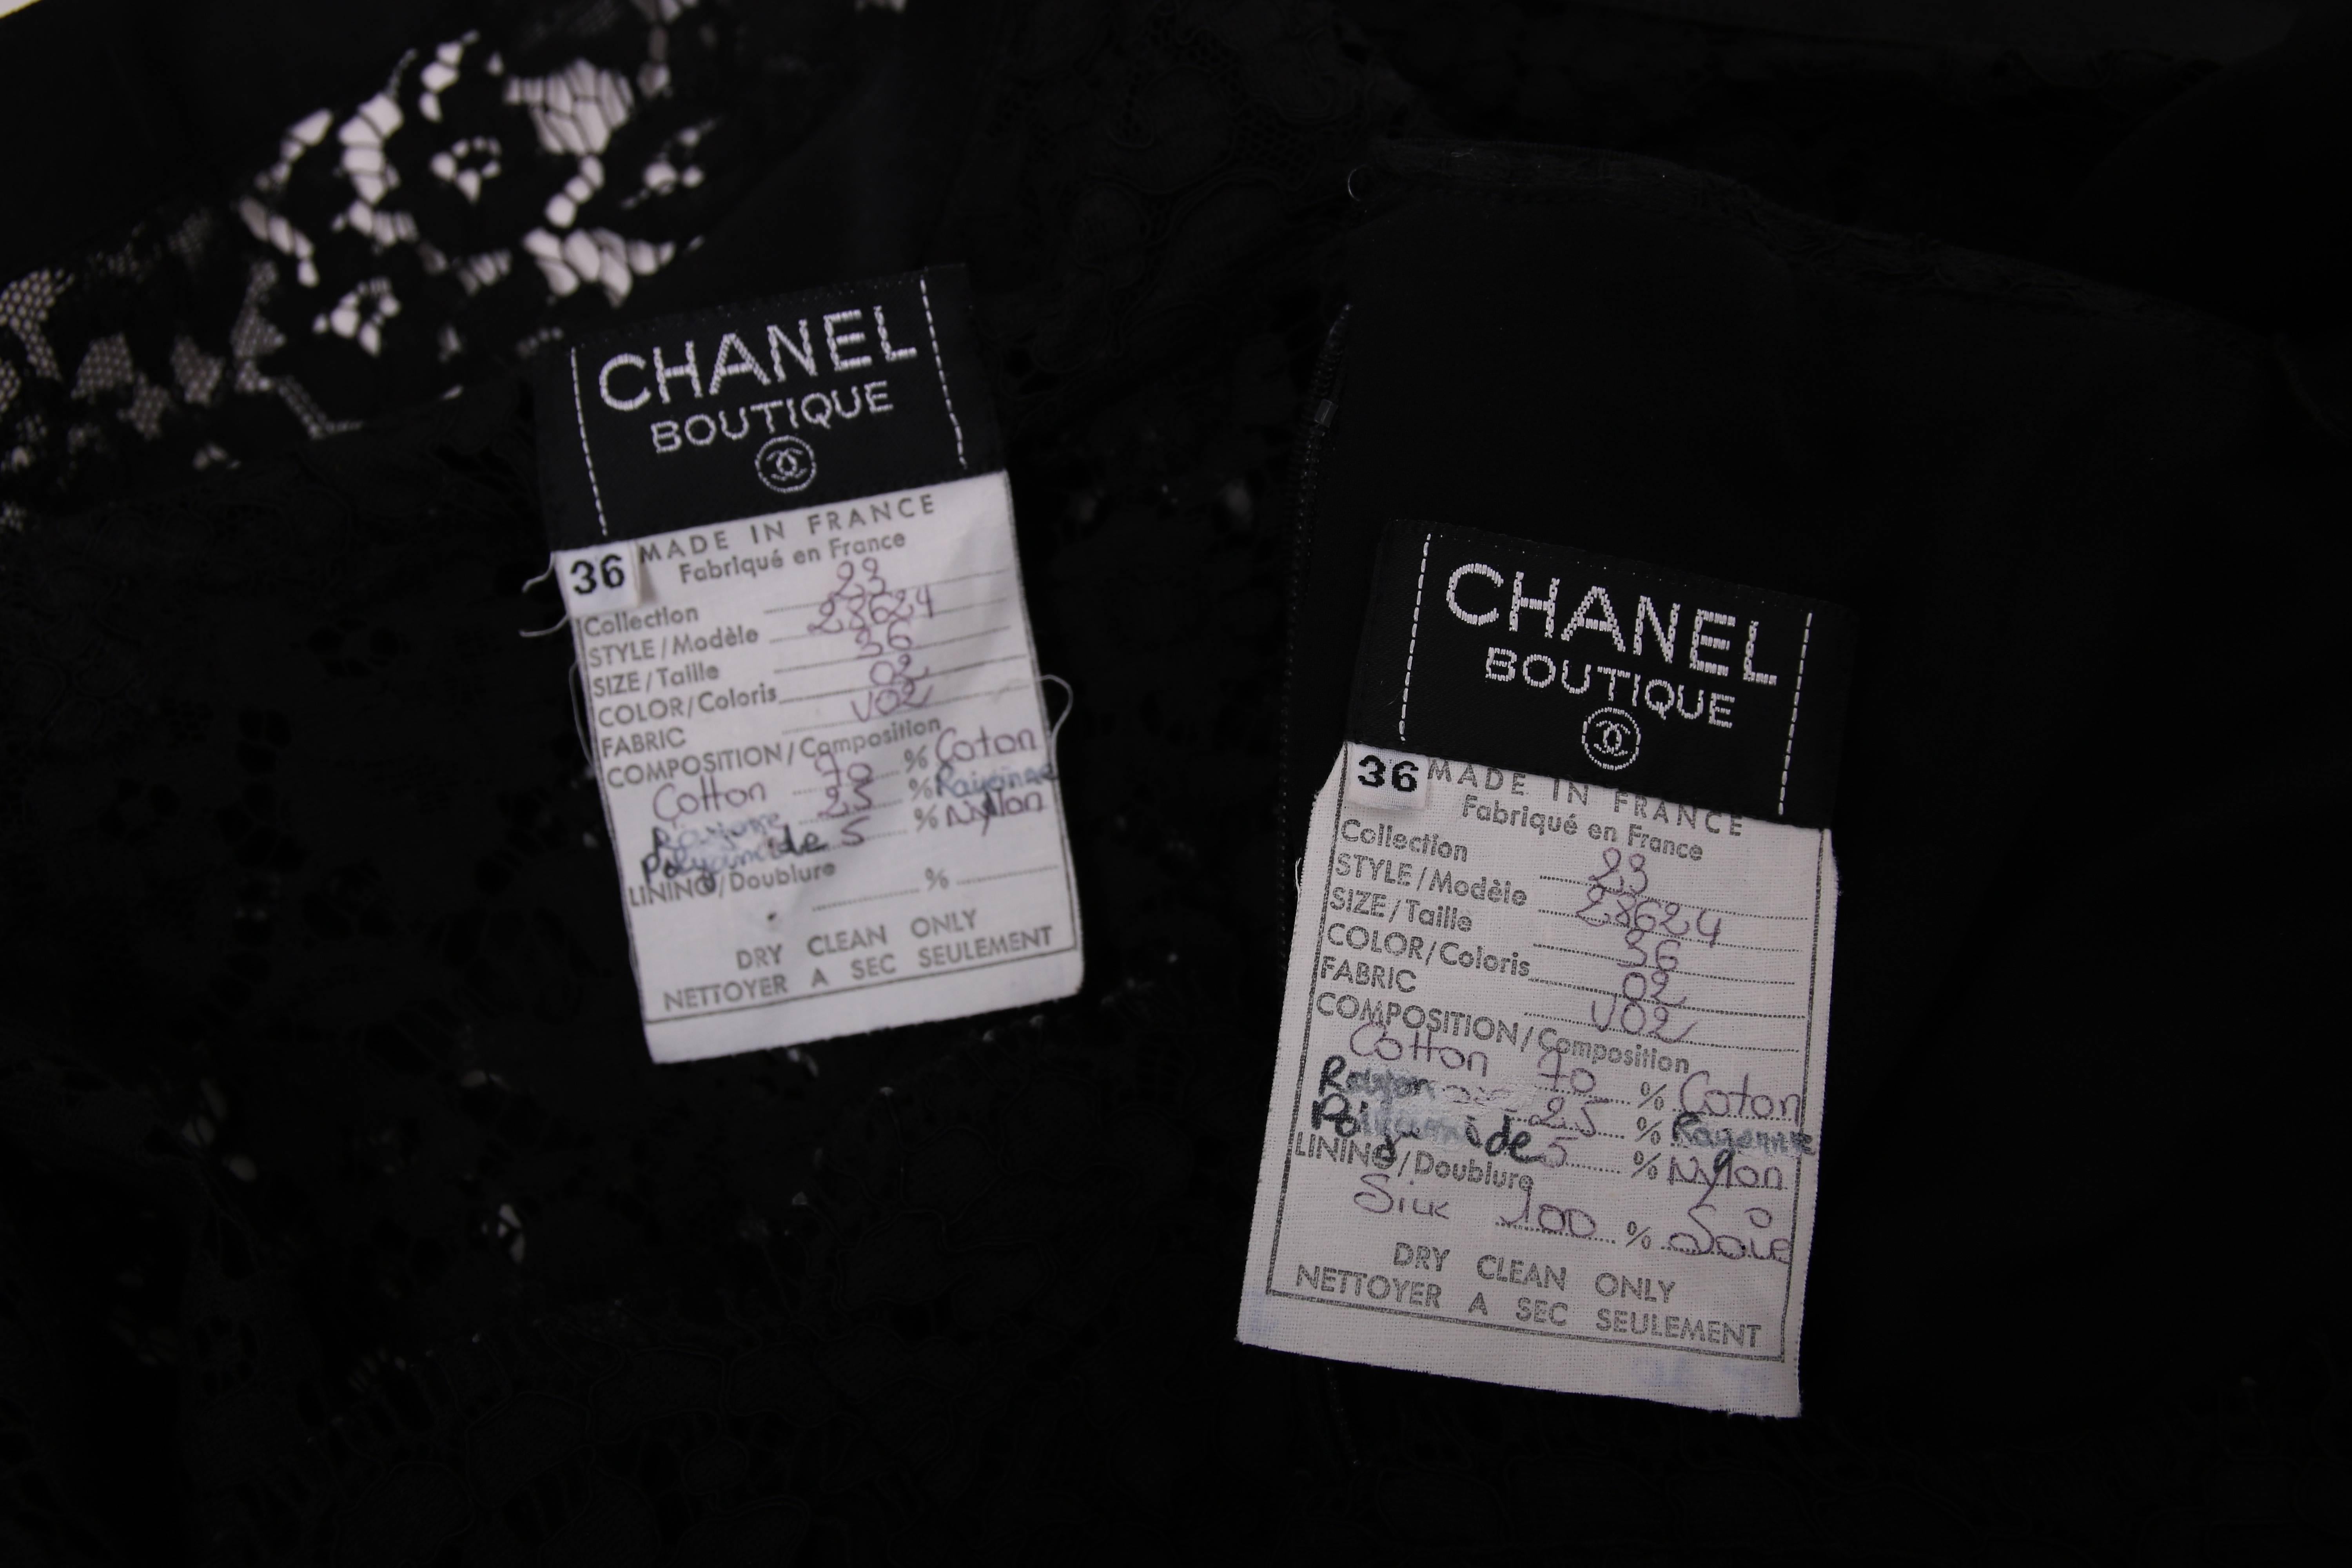 CHANEL
BOUTIQUE
36 MADE IN FRANCE
Fabriqué en France
Collection 23
STYLE/Modèle 28624
SIZE/Taille 36
COLOR/Coloris 02
FABRIC V02
COMPOSITION/Composition
Cotton 70 % Coton
Rayonne 25 % Rayonne
Polyamide 5 % Nylon
LINING/Doublure
%
DRY CLEAN ONLY
NETTOYER A SEC SEULEMENT
CHANEL
BOUTIQUE
36 MADE IN FRANCE
Fabriqué en France
Collection 23
STYLE/Modèle 28624
SIZE/Taille 36
COLOR/Coloris 02
FABRIC V02
COMPOSITION/Composition
Cotton 70 % Coton
Rayon 25 % Rayonne
Polyamide 5 % Nylon
LINING/Doublure
Silk 100 % Soie
DRY CLEAN ONLY
NETTOYER A SEC SEULEMENT